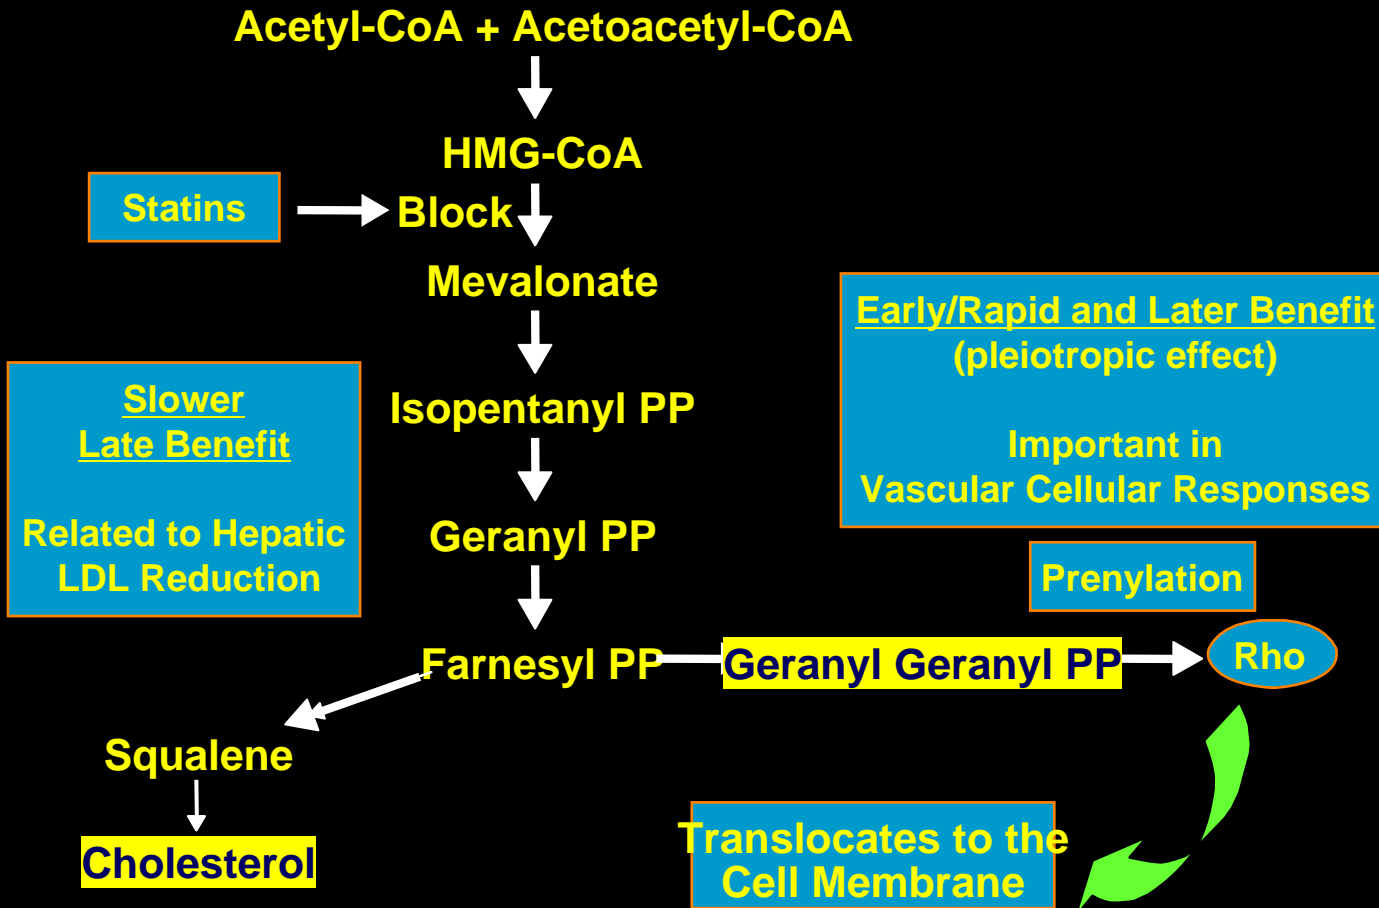 Acetyl-CoA + Acetoacetyl-CoA
HMG-CoA
Statins
Block
Mevalonate
Early/Rapid and Later Benefit
(pleiotropic effect)
Important in
Vascular Cellular Responses
Slower
Late Benefit
Related to Hepatic
LDL Reduction
Isopentanyl PP
Geranyl PP
Prenylation
Farnesyl PP
Geranyl Geranyl PP
Rho
Squalene
Cholesterol
Translocates to the
Cell Membrane